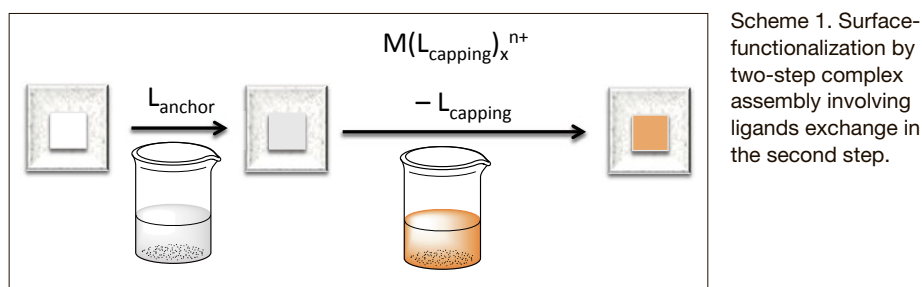 M(L_capping)_x^n+
L_anchor
– L_capping
Scheme 1. Surface-
functionalization by
two-step complex
assembly involving
ligands exchange in
the second step.